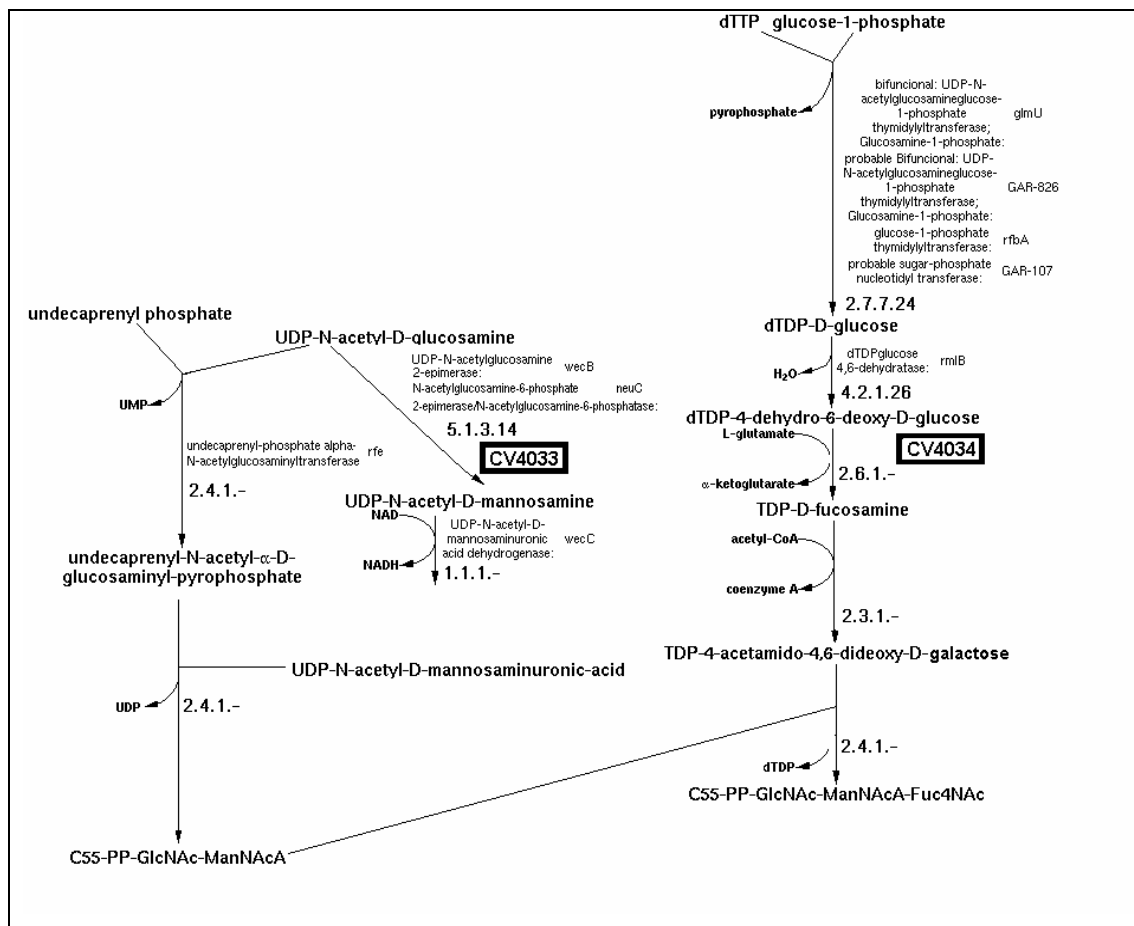 dTTP glucose-1-phosphate
pyrophosphate
bifuncional: UDP-N-
acetylglucosamineglucose-
1-phosphate
thymidylyltransferase;
Glucosamine-1-phosphate:
glmU
probable Bifuncional: UDP-
N-acetylglucosamineglucose-
1-phosphate
thymidylyltransferase;
Glucosamine-1-phosphate:
GAR-826
glucose-1-phosphate
thymidylyltransferase:
rfbA
probable sugar-phosphate
nucleotidyl transferase:
GAR-107
2.7.7.24
dTDP-D-glucose
H2O
dTDPglucose
4,6-dehydratase:
rmlB
4.2.1.26
dTDP-4-dehydro-6-deoxy-D-glucose
L-glutamate
α-ketoglutarate
2.6.1.-
CV4034
TDP-D-fucosamine
acetyl-CoA
coenzyme A
2.3.1.-
TDP-4-acetamido-4,6-dideoxy-D-galactose
2.4.1.-
dTDP
C55-PP-GlcNAc-ManNAcA-Fuc4NAc
undecaprenyl phosphate
UDP-N-acetyl-D-glucosamine
UMP
UDP-N-acetylglucosamine
2-epimerase:
wecB
N-acetylglucosamine-6-phosphate
neuC
2-epimerase/N-acetylglucosamine-6-phosphatase:
5.1.3.14
CV4033
undecaprenyl-phosphate alpha-
N-acetylglucosaminyltransferase
rfe
2.4.1.-
UDP-N-acetyl-D-mannosamine
NAD
NADH
UDP-N-acetyl-D-
mannosaminuronic
acid dehydrogenase:
wecC
1.1.1.-
undecaprenyl-N-acetyl-α-D-
glucosaminyl-pyrophosphate
UDP-N-acetyl-D-mannosaminuronic-acid
UDP
2.4.1.-
C55-PP-GlcNAc-ManNAcA